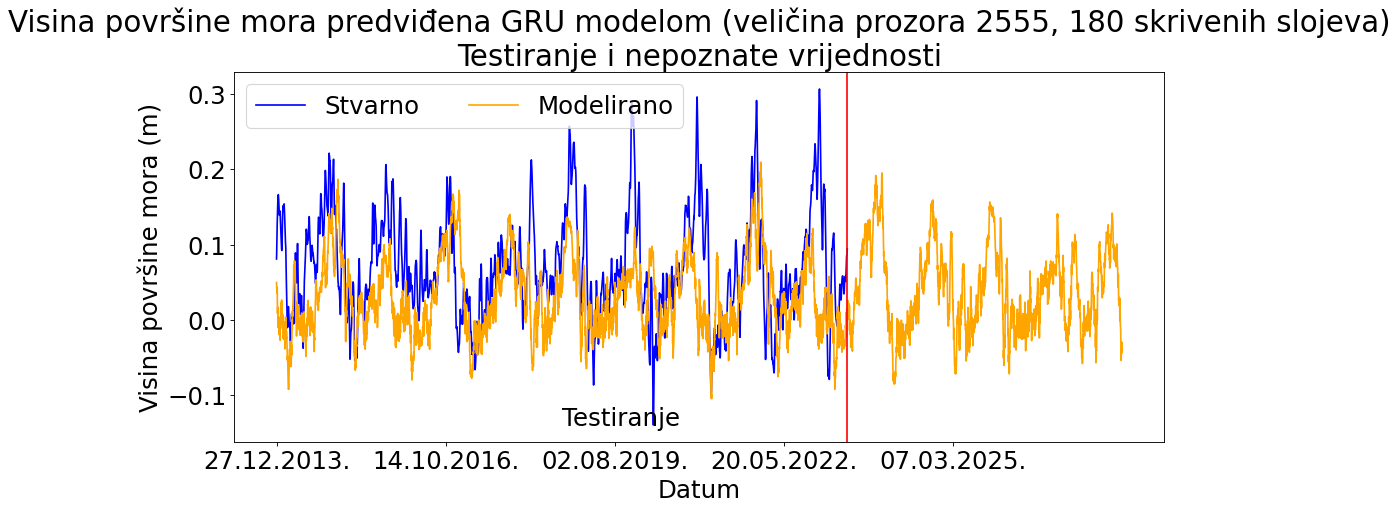 Visina površine mora predviđena GRU modelom (veličina prozora 2555, 180 skrivenih slojeva)
Testiranje i nepoznate vrijednosti
Stvarno
Modelirano
Visina površine mora (m)
0.3
0.2
0.1
0.0
−0.1
Testiranje
27.12.2013.
14.10.2016.
02.08.2019.
20.05.2022.
07.03.2025.
Datum